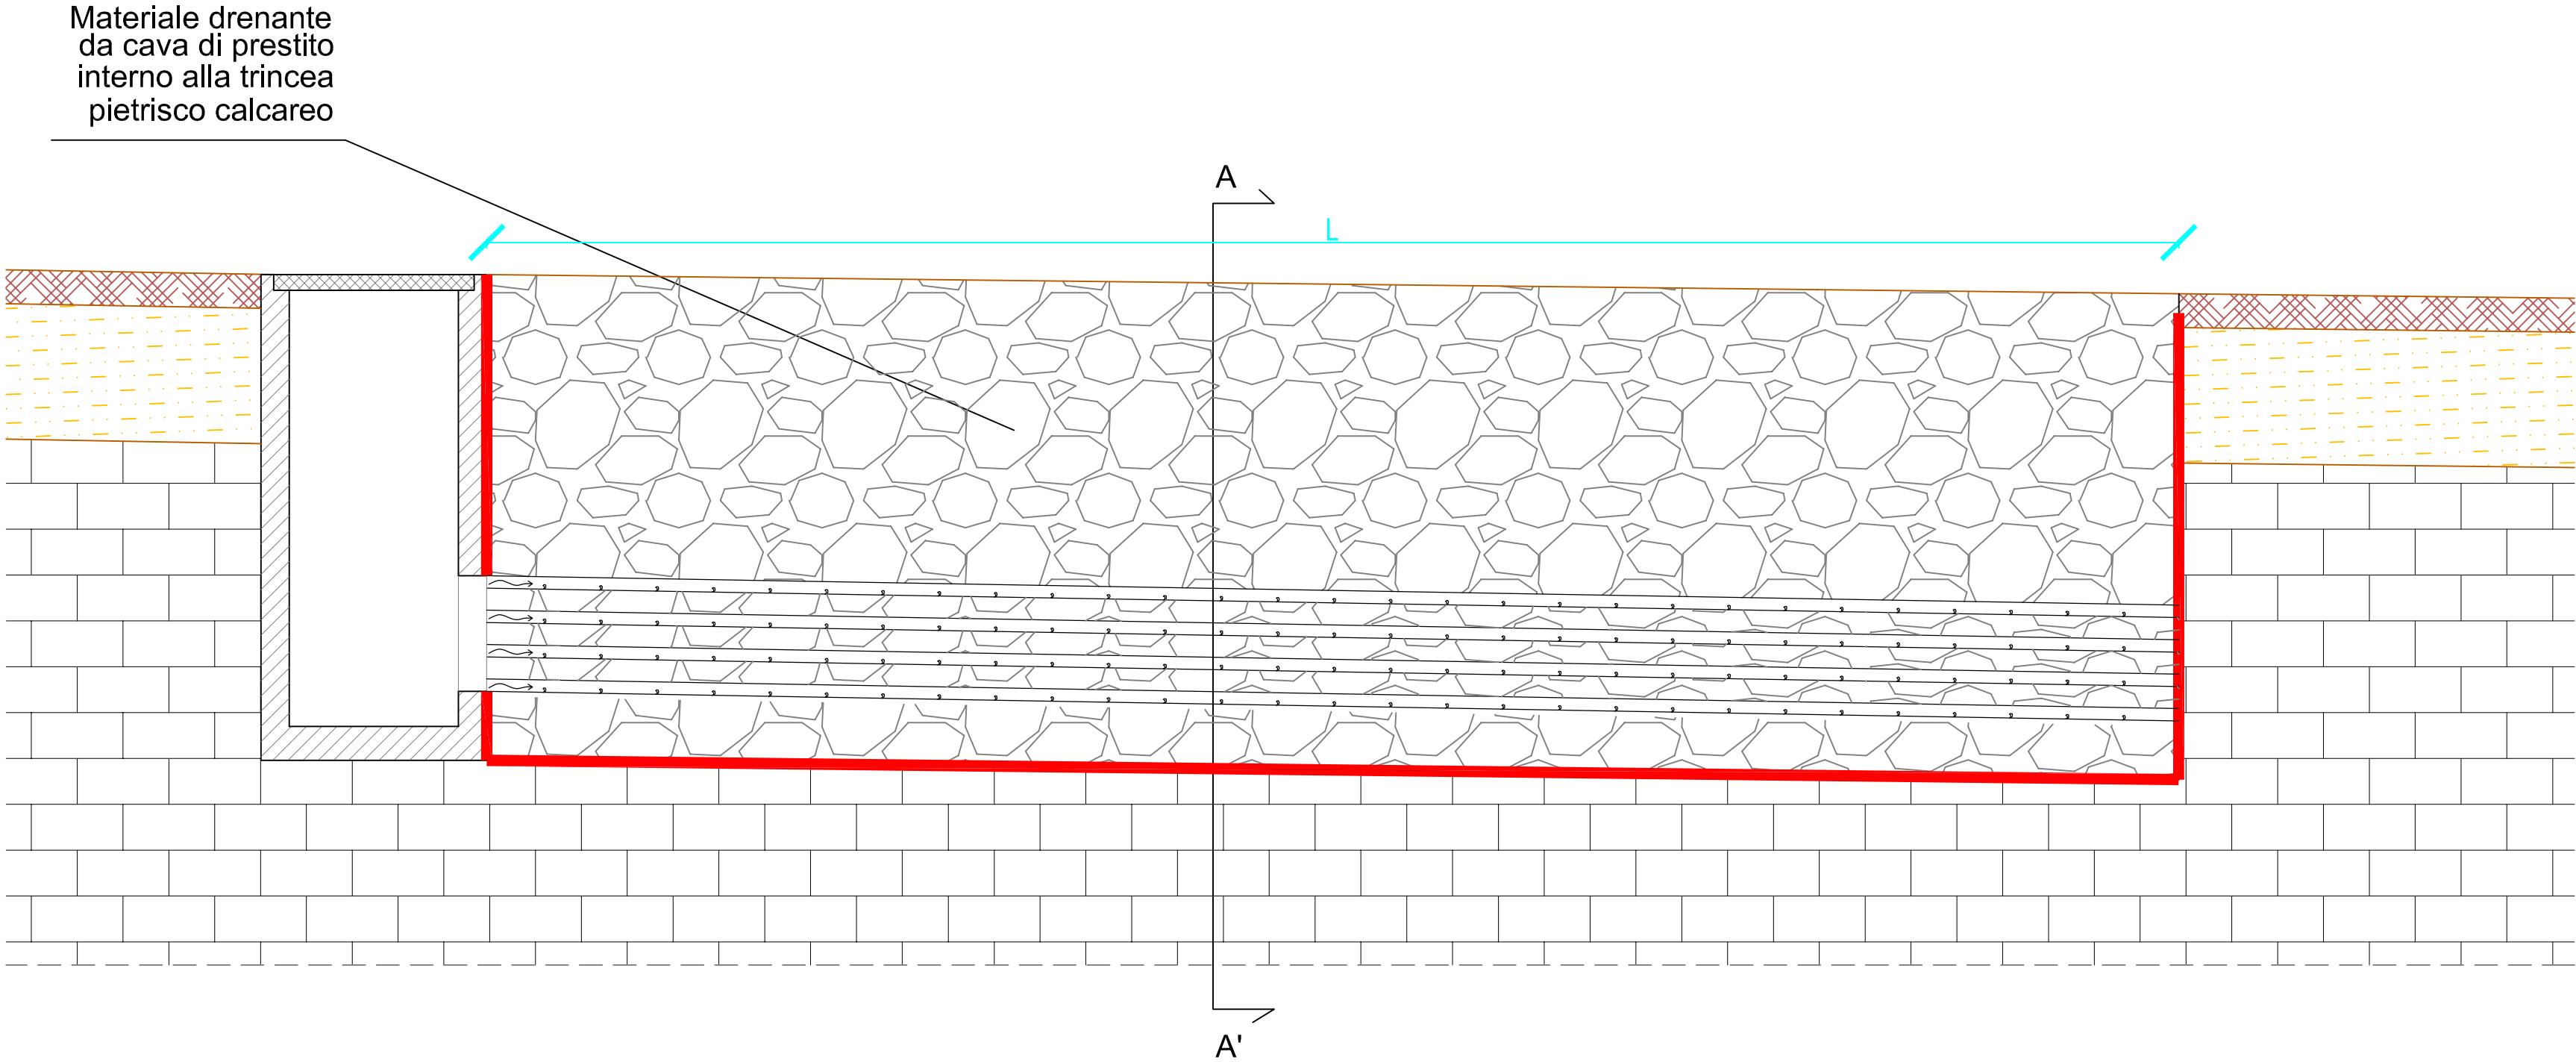 Materiale drenante
da cava di prestito
interno alla trincea
pietrisco calcareo
A
L
A'